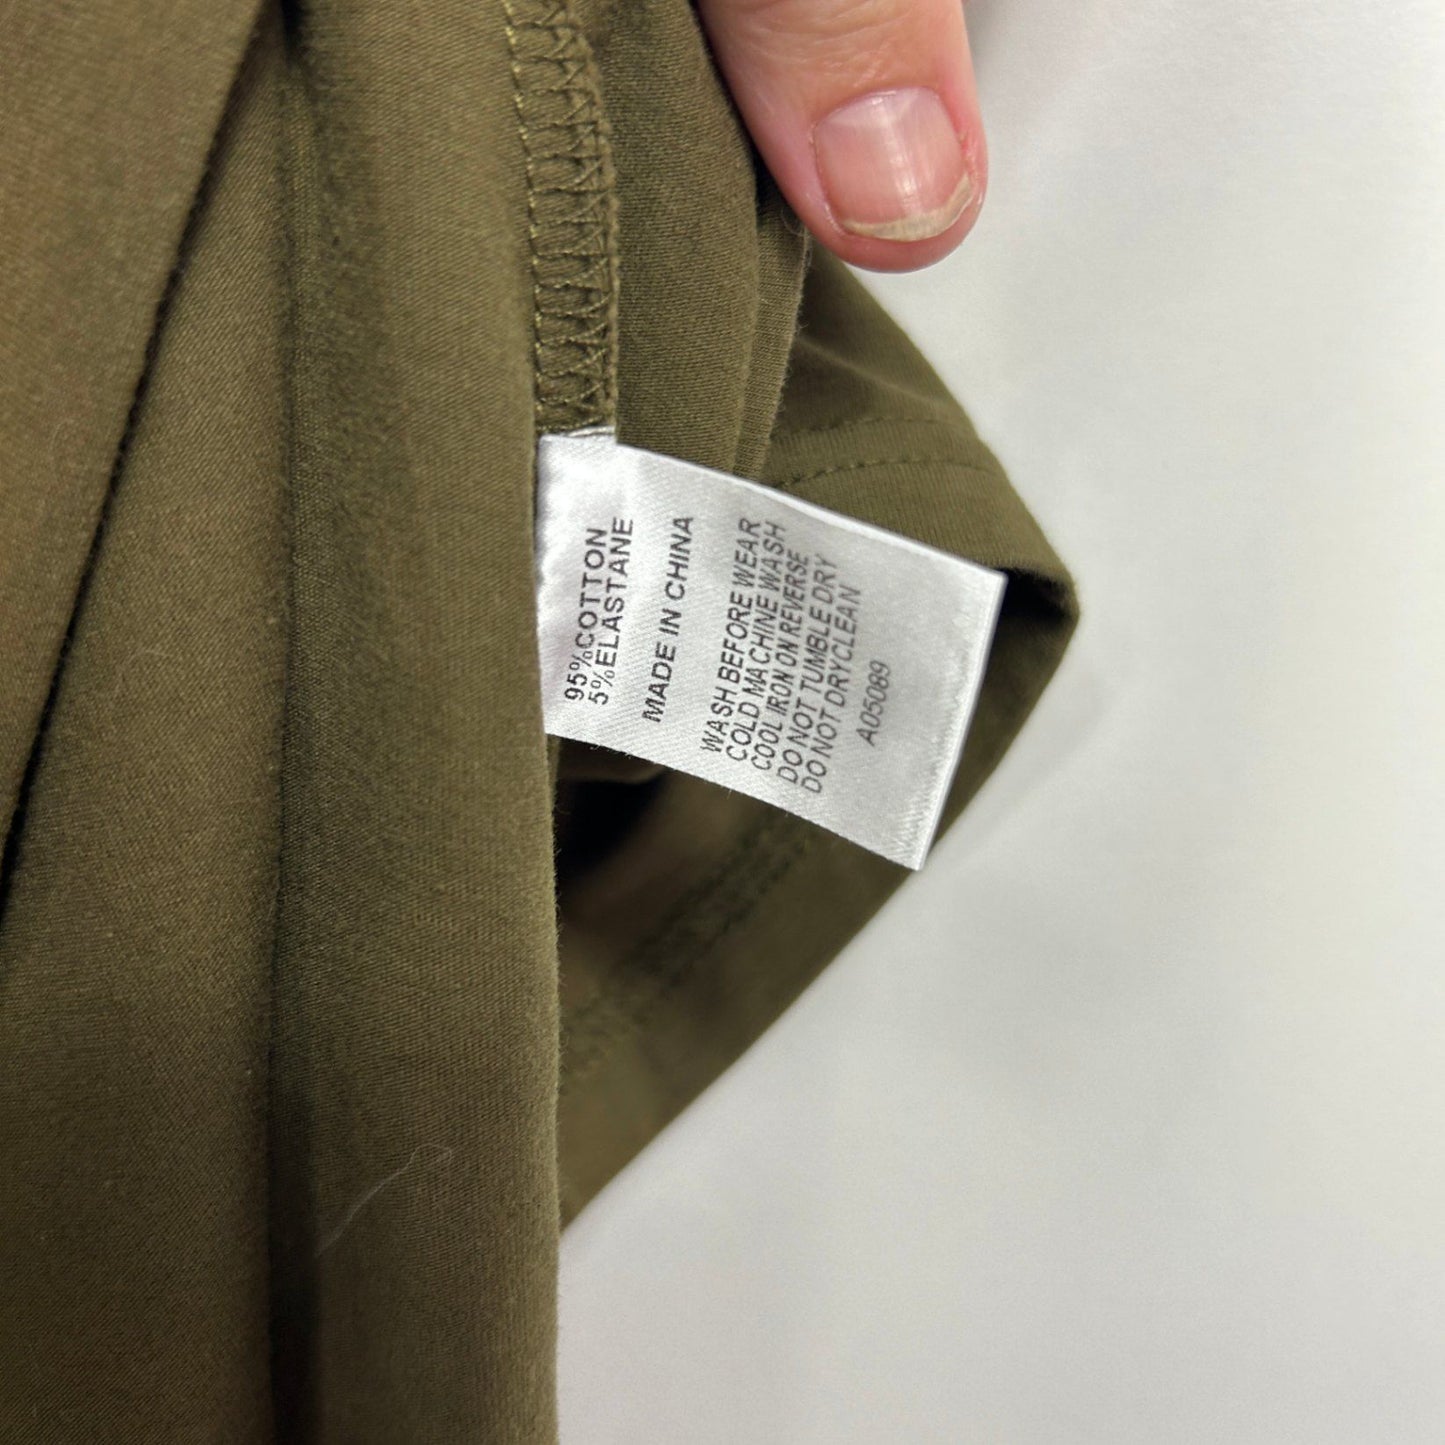 95%COTTON
5%ELASTANE
MADE IN CHINA
WASH BEFORE WEAR
COLD MACHINE WASH
COOL IRON ON REVERSE
DO NOT TUMBLE DRY
DO NOT DRYCLEAN
A05089